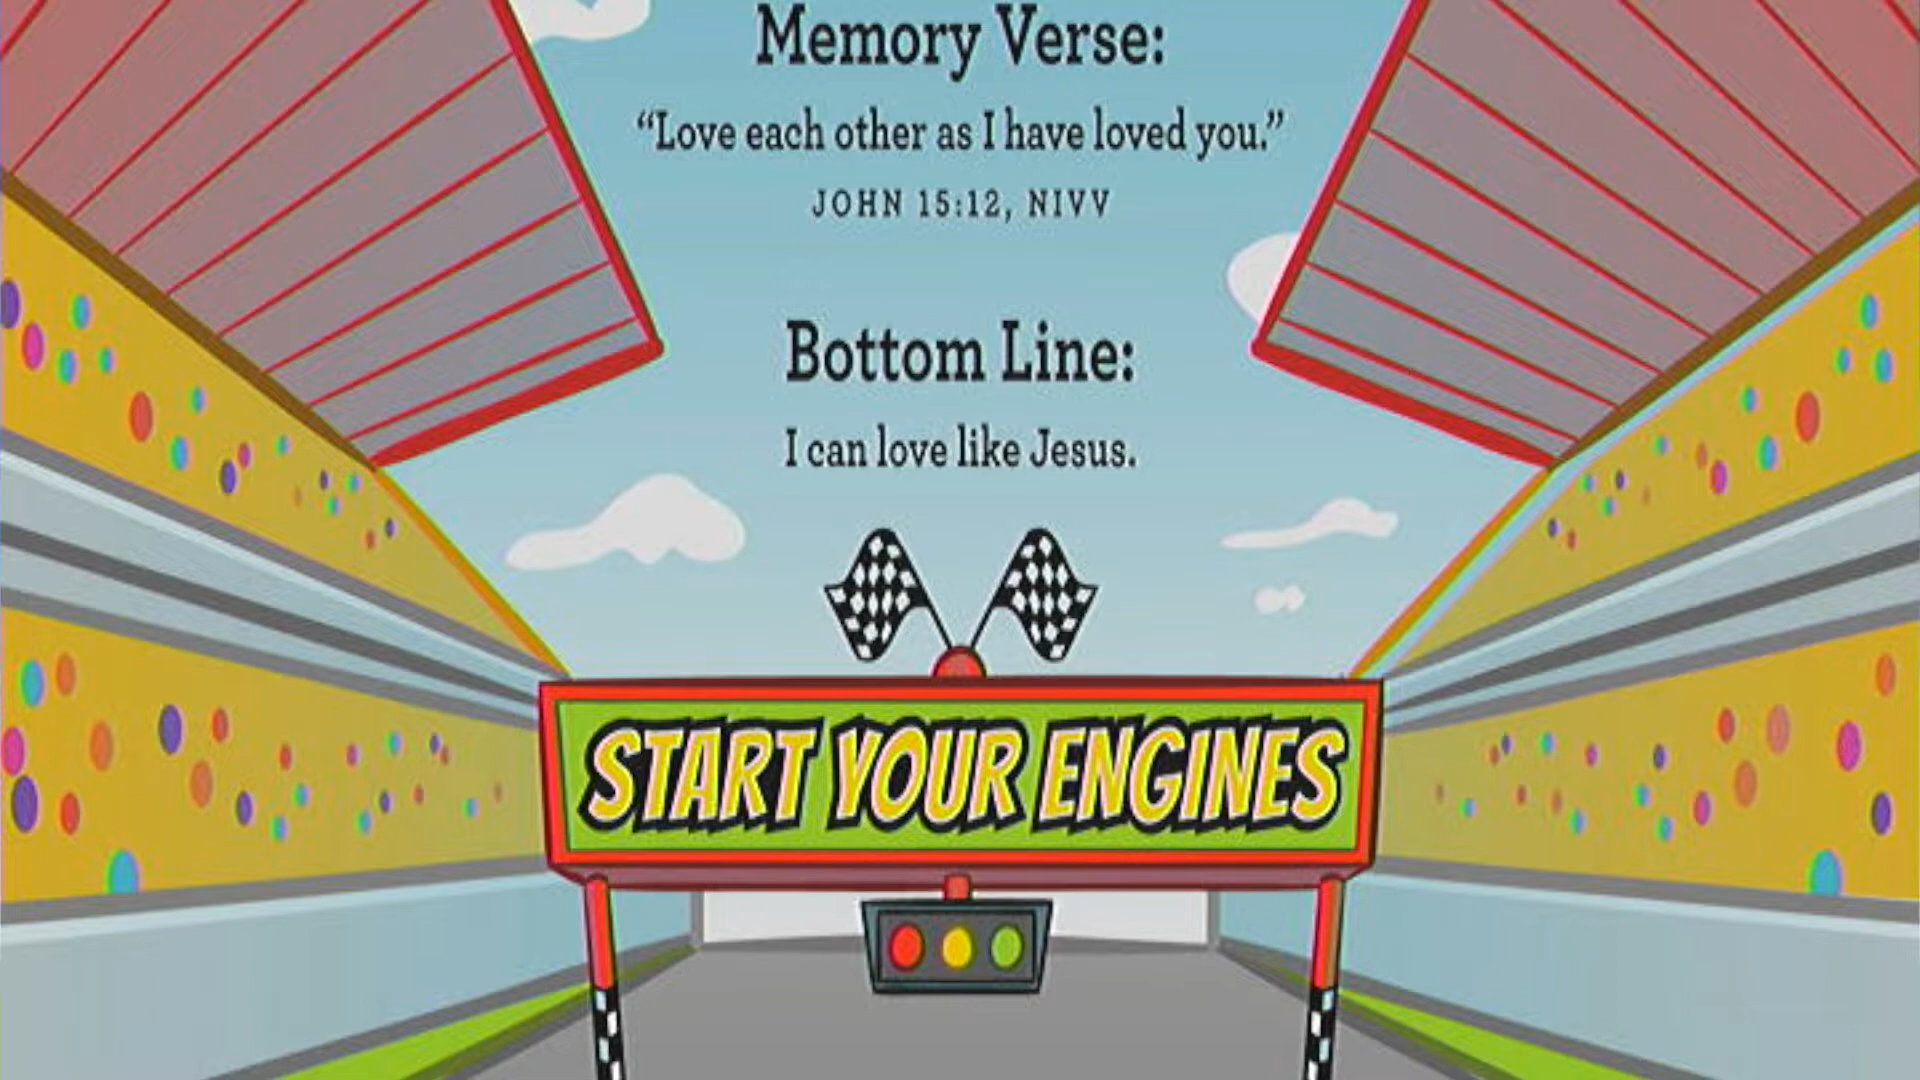 Memory Verse:
“Love each other as I have loved you.”
JOHN 15:12, NIVV
Bottom Line:
I can love like Jesus.
START YOUR ENGINES